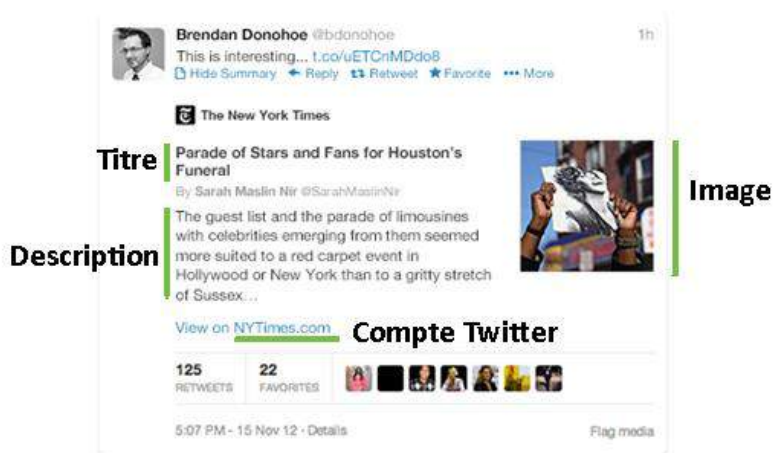 Brendan Donohoe @bdonohoe 1h
This is interesting... t.co/uETCnMDdo8
Hide Summary Reply Retweet Favorite More
The New York Times
Titre
Parade of Stars and Fans for Houston's
Funeral
By Sarah Maslin Nir @SarahMaslinNir
Image
Description
The guest list and the parade of limousines
with celebrities emerging from them seemed
more suited to a red carpet event in
Hollywood or New York than to a gritty stretch
of Sussex...
View on NYTimes.com
Compte Twitter
125 RETWEETS
22 FAVORITES
5:07 PM - 15 Nov 12 · Details
Flag media